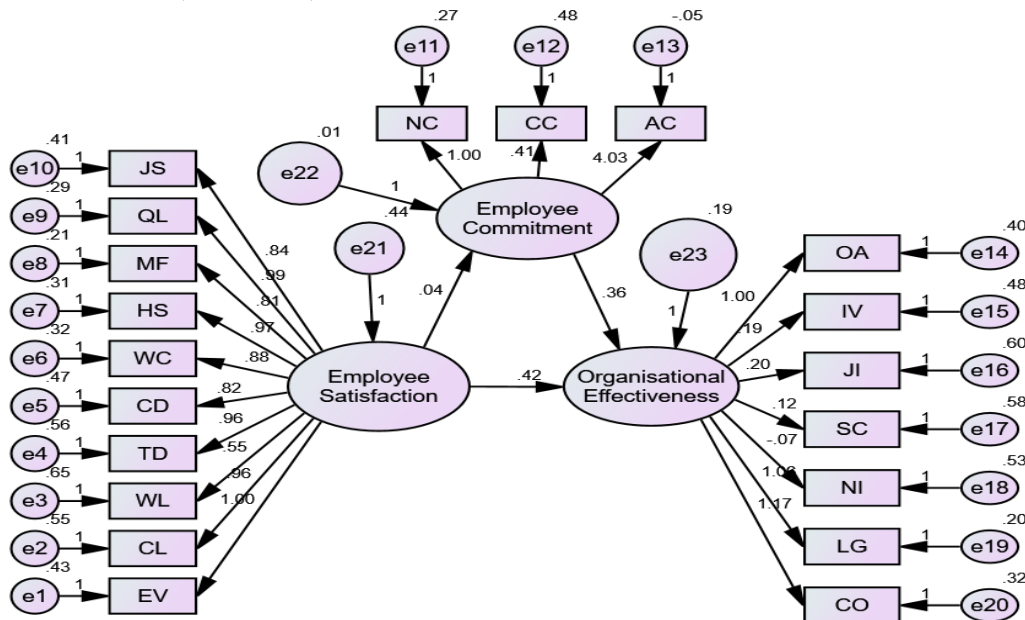 .27
.48
-.05
e11
e12
e13
1
1
1
NC
CC
AC
1.00
.41
4.03
.01
e22
1
Employee
Commitment
.44
e21
1
.04
.36
.19
e23
1
.41
e10
1
JS
.29
e9
1
QL
.21
e8
1
MF
.31
e7
1
HS
.32
e6
1
WC
.47
e5
1
CD
.56
e4
1
TD
.65
e3
1
WL
.55
e2
1
CL
.43
e1
1
EV
.84
.99
.81
.97
.88
.82
.96
.55
.96
1.00
Employee
Satisfaction
.42
Organisational
Effectiveness
1.00
.19
.20
.12
-.07
1.06
1.17
OA
1
e14
.40
IV
1
e15
.48
JI
1
e16
.60
SC
1
e17
.58
NI
1
e18
.53
LG
1
e19
.20
CO
1
e20
.32